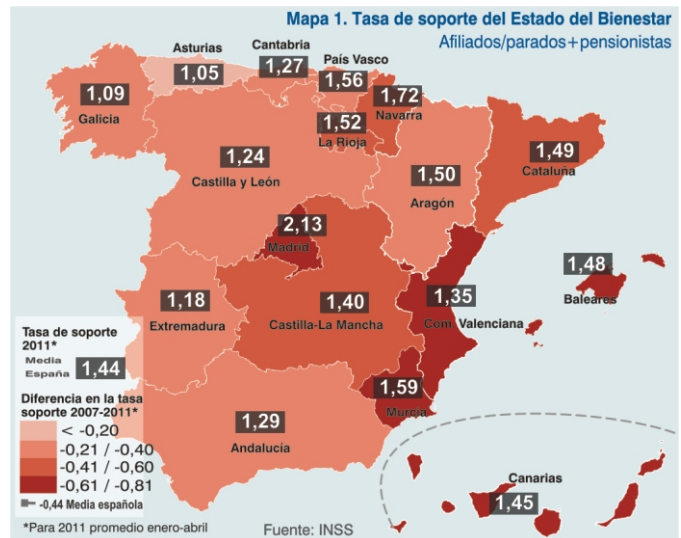 Mapa 1. Tasa de soporte del Estado del Bienestar
Afiliados/parados+pensionistas
Asturias
1,05
Cantabria
1,27
País Vasco
1,56
1,09
Galicia
1,72
Navarra
1,52
La Rioja
1,24
Castilla y León
1,50
Aragón
1,49
Cataluña
2,13
Madrid
1,48
Baleares
1,18
Extremadura
1,40
Castilla-La Mancha
1,35
Com. Valenciana
1,59
Murcia
1,29
Andalucía
Canarias
1,45
Tasa de soporte
2011*
Media
España
1,44
Diferencia en la tasa
soporte 2007-2011*
< -0,20
-0,21 / -0,40
-0,41 / -0,60
-0,61 / -0,81
-0,44 Media española
*Para 2011 promedio enero-abril
Fuente: INSS